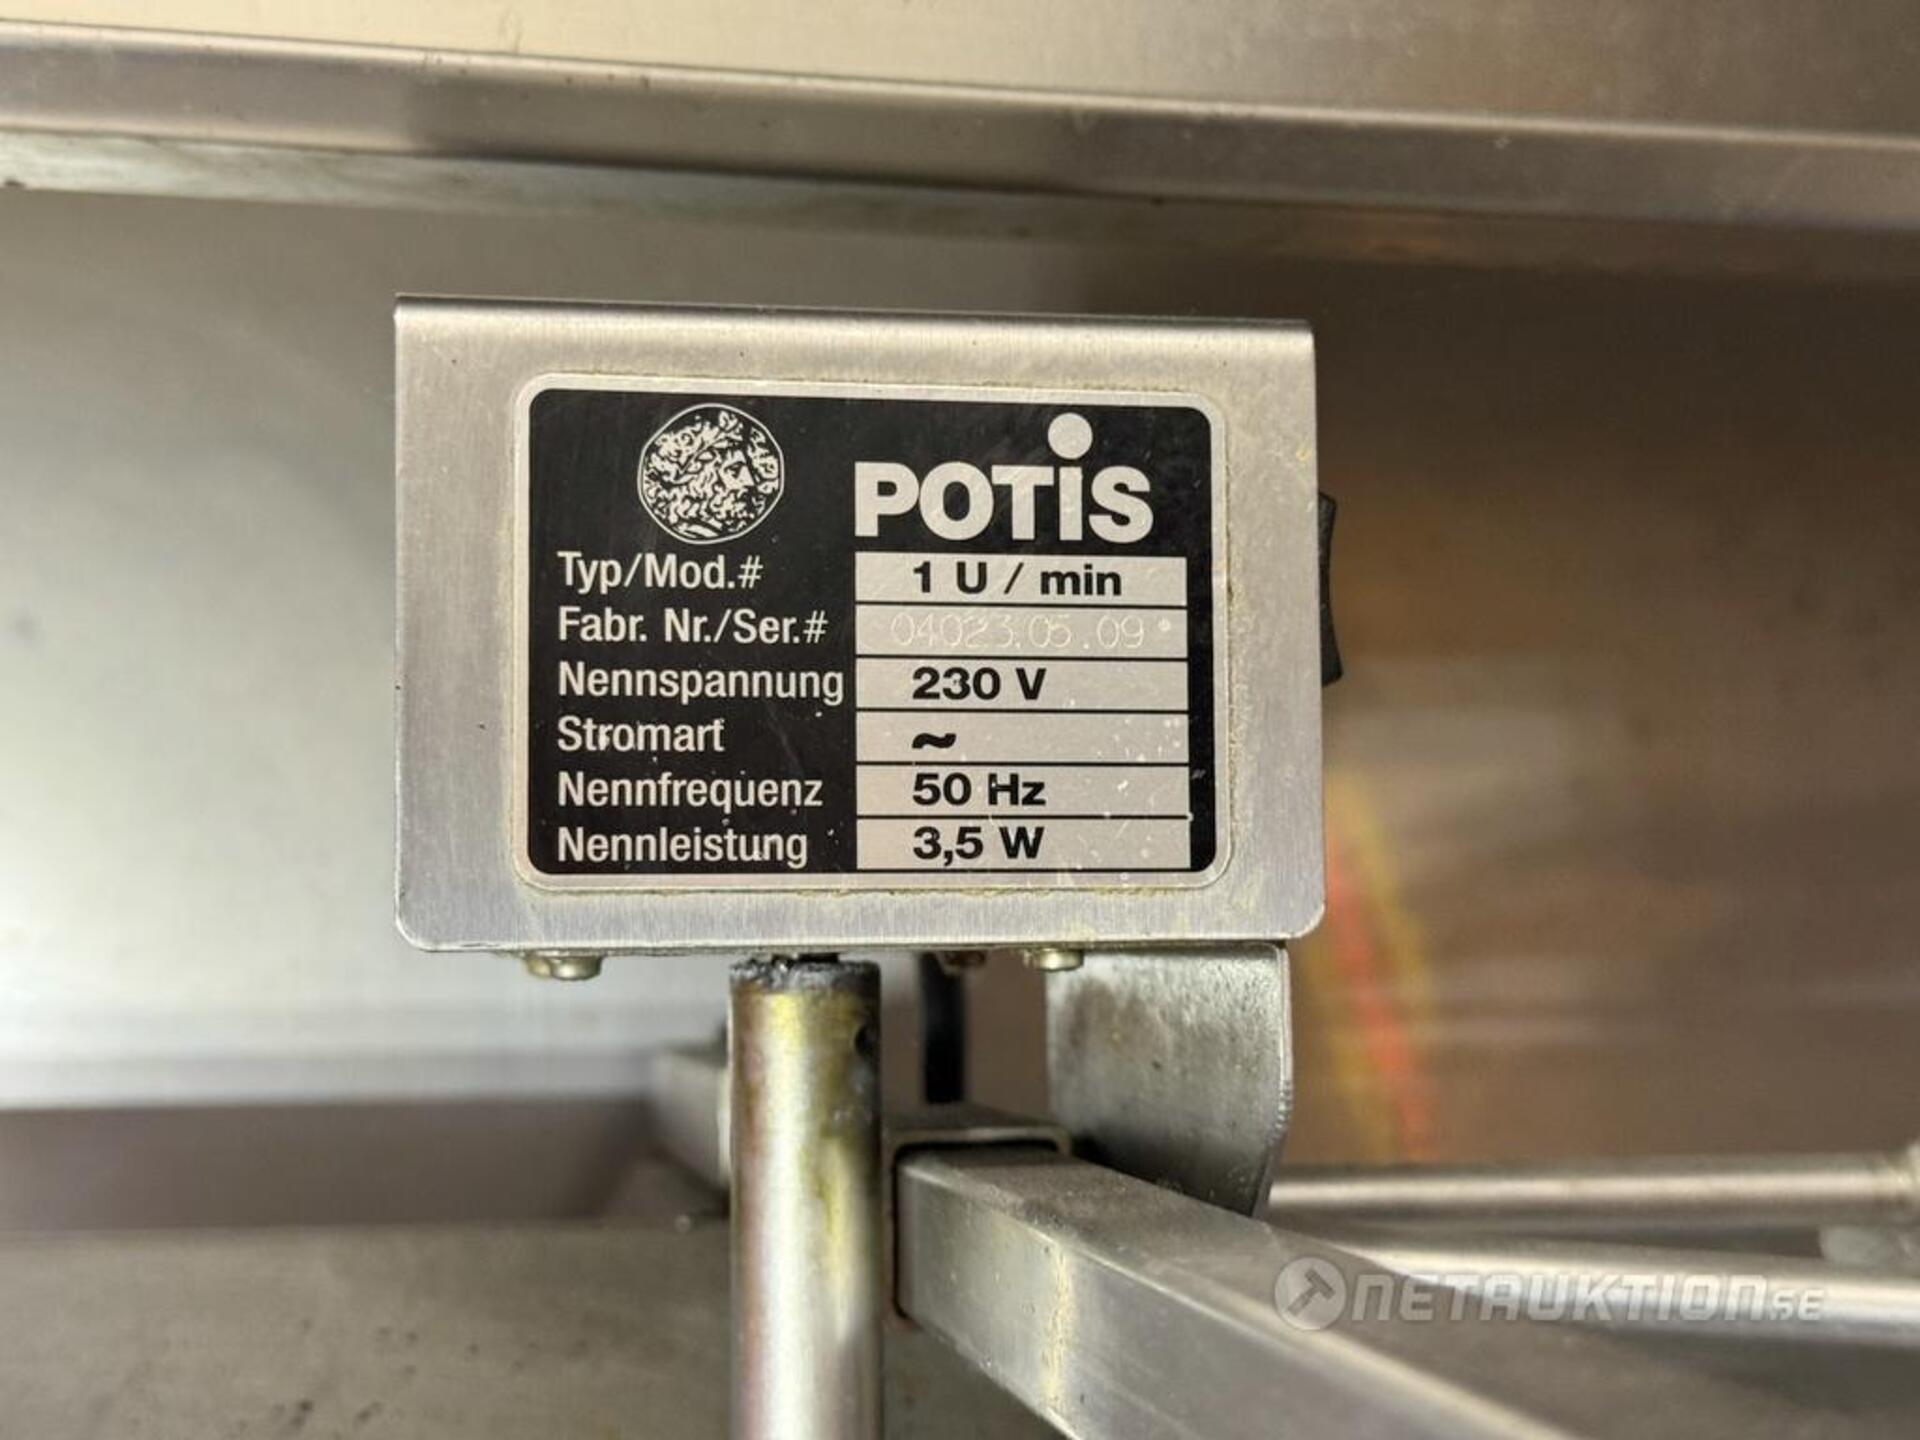 POTiS
Typ/Mod.# 1 U / min
Fabr. Nr./Ser.# 04023.05.09
Nennspannung 230 V
Stromart ~
Nennfrequenz 50 Hz
Nennleistung 3,5 W
NETAUKTION.SE